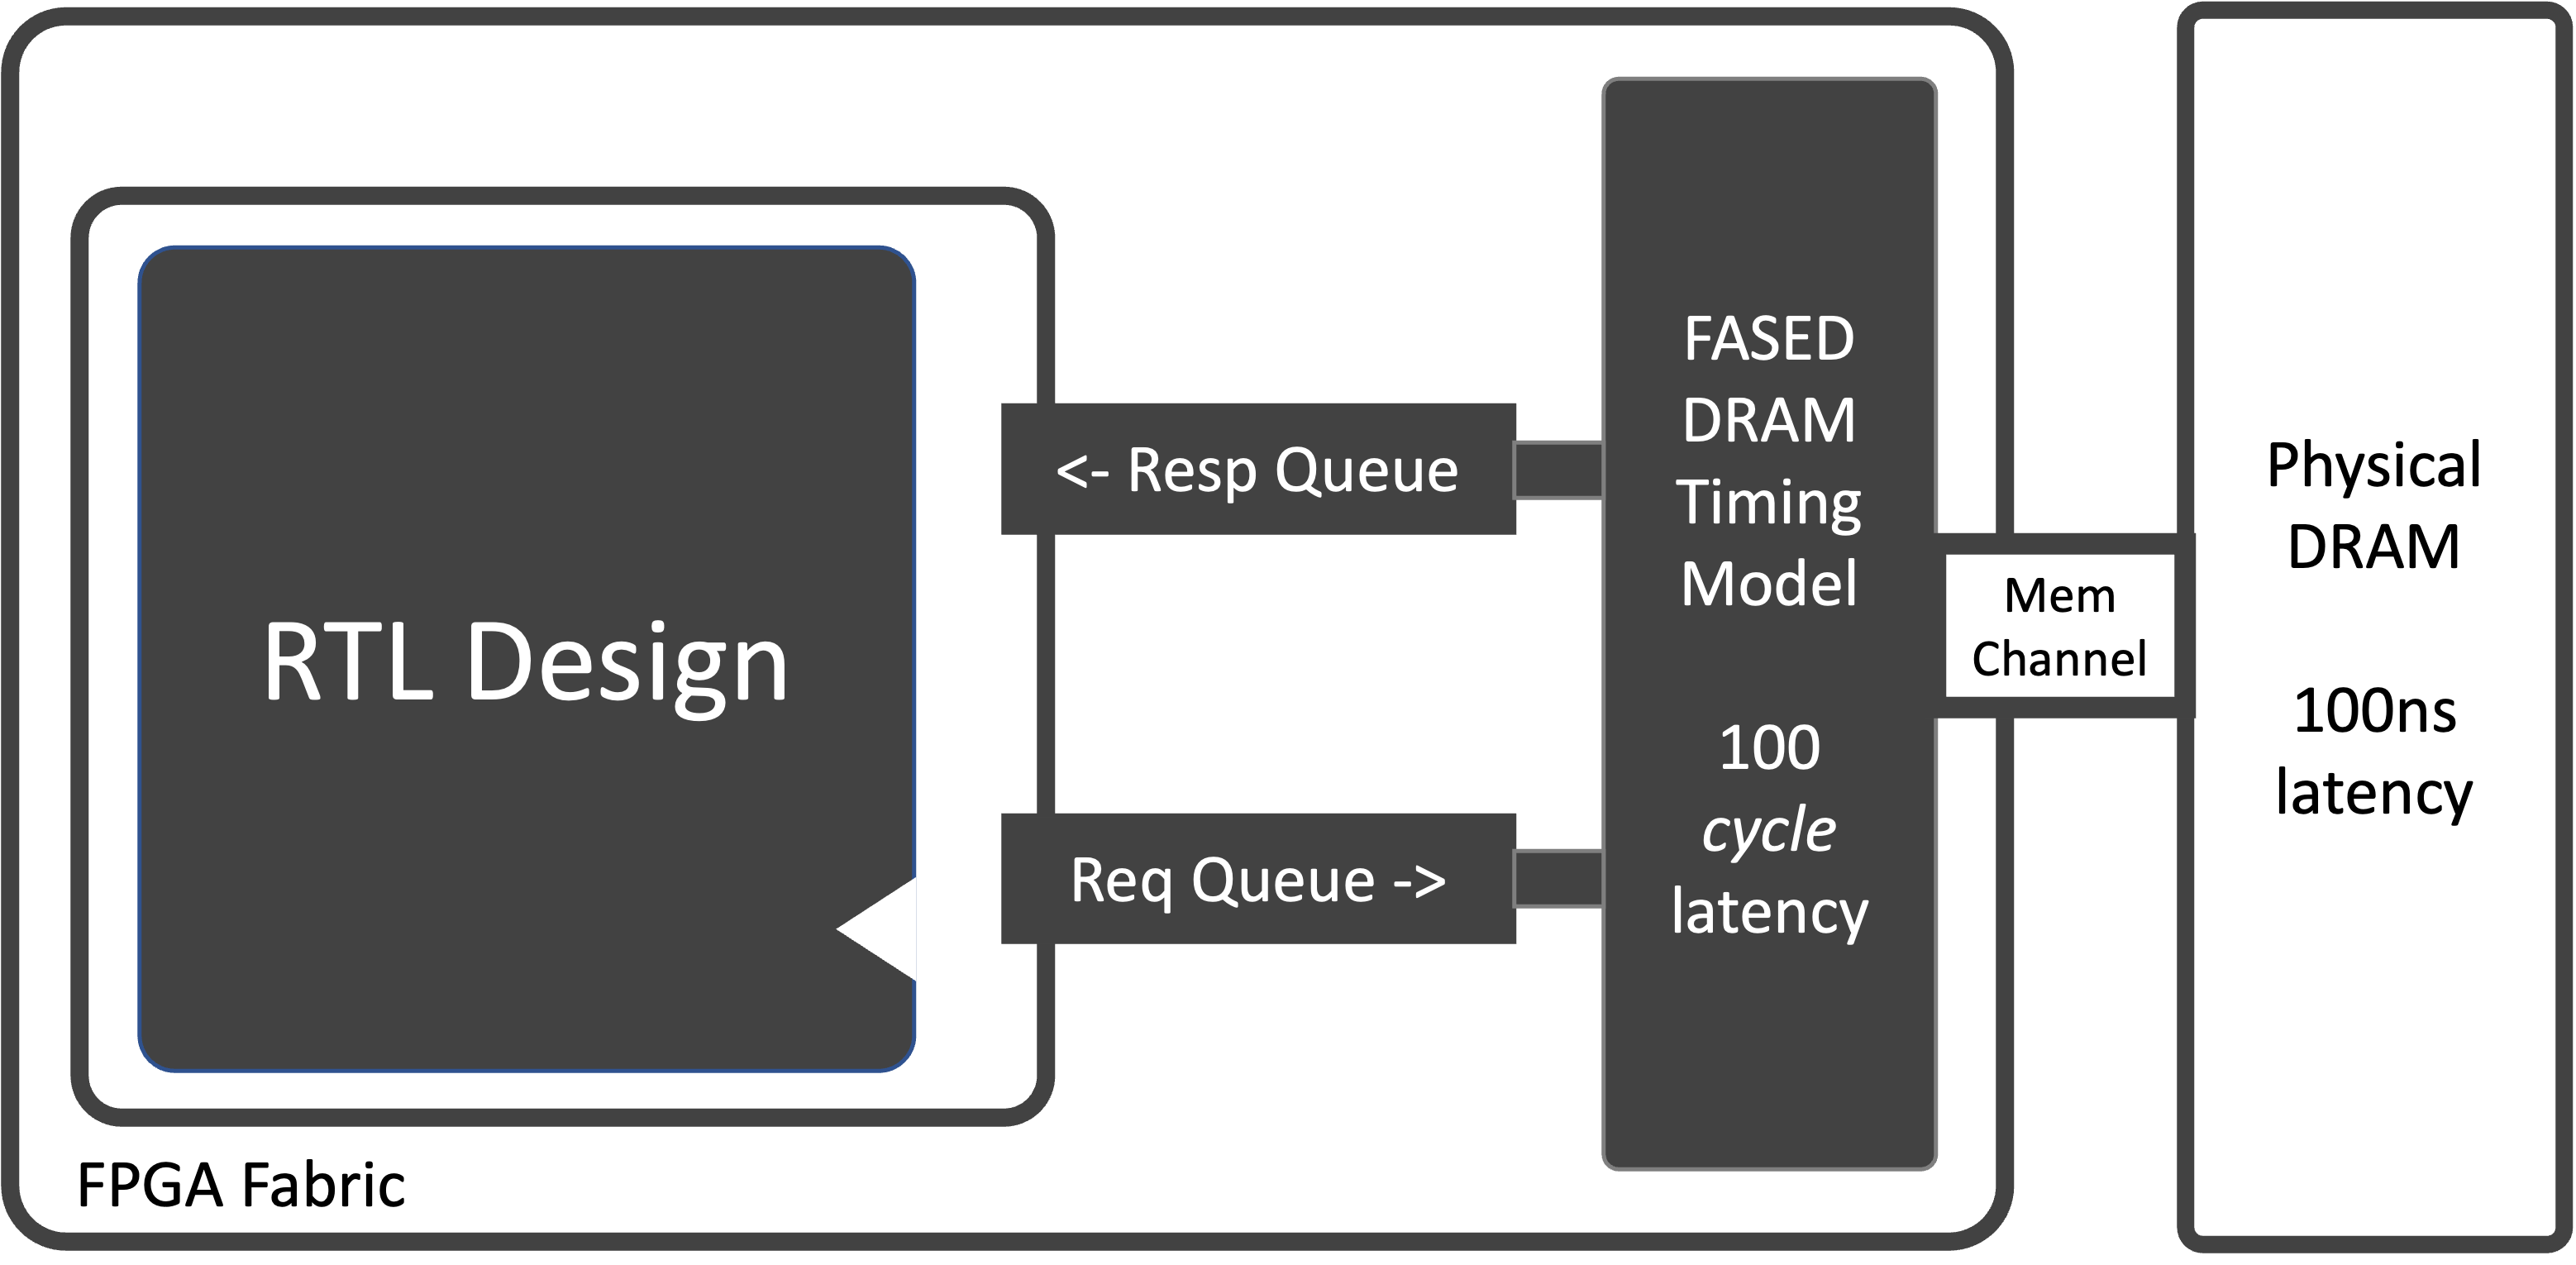 RTL Design
<- Resp Queue
Req Queue ->
FASED
DRAM
Timing
Model
100
cycle
latency
Mem
Channel
Physical
DRAM
100ns
latency
FPGA Fabric